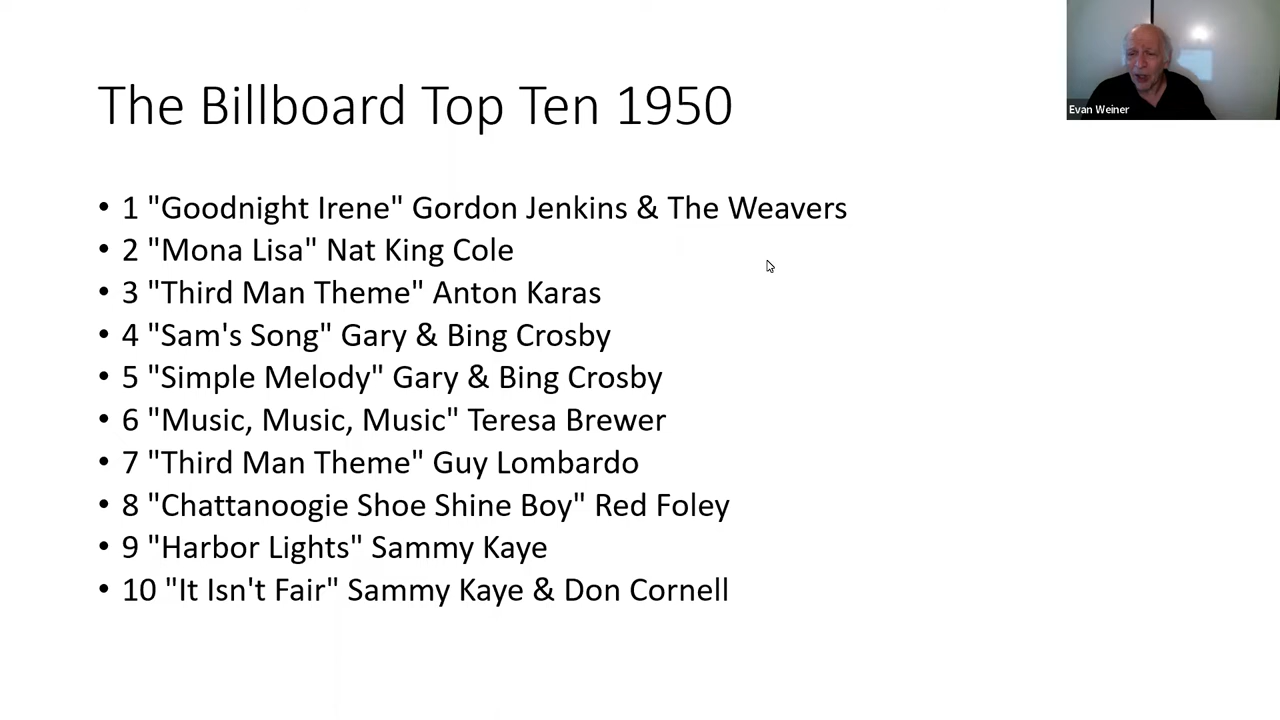 The Billboard Top Ten 1950
Evan Weiner
• 1 "Goodnight Irene" Gordon Jenkins & The Weavers
• 2 "Mona Lisa" Nat King Cole
• 3 "Third Man Theme" Anton Karas
• 4 "Sam's Song" Gary & Bing Crosby
• 5 "Simple Melody" Gary & Bing Crosby
• 6 "Music, Music, Music" Teresa Brewer
• 7 "Third Man Theme" Guy Lombardo
• 8 "Chattanoogie Shoe Shine Boy" Red Foley
• 9 "Harbor Lights" Sammy Kaye
• 10 "It Isn't Fair" Sammy Kaye & Don Cornell